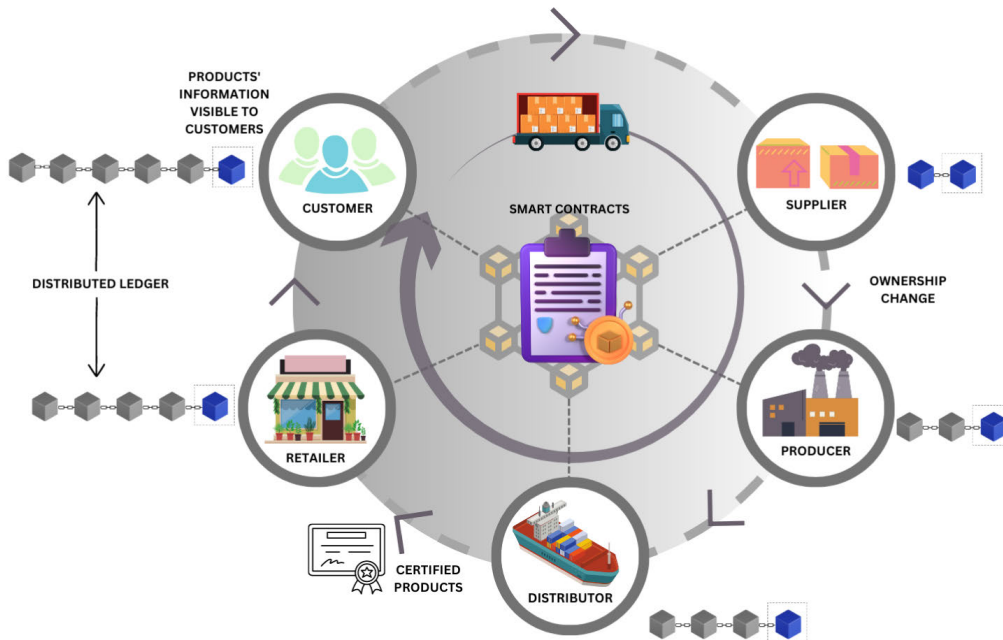 PRODUCTS'
INFORMATION
VISIBLE TO
CUSTOMERS
CUSTOMER
SMART CONTRACTS
SUPPLIER
DISTRIBUTED LEDGER
OWNERSHIP
CHANGE
RETAILER
PRODUCER
CERTIFIED
PRODUCTS
DISTRIBUTOR